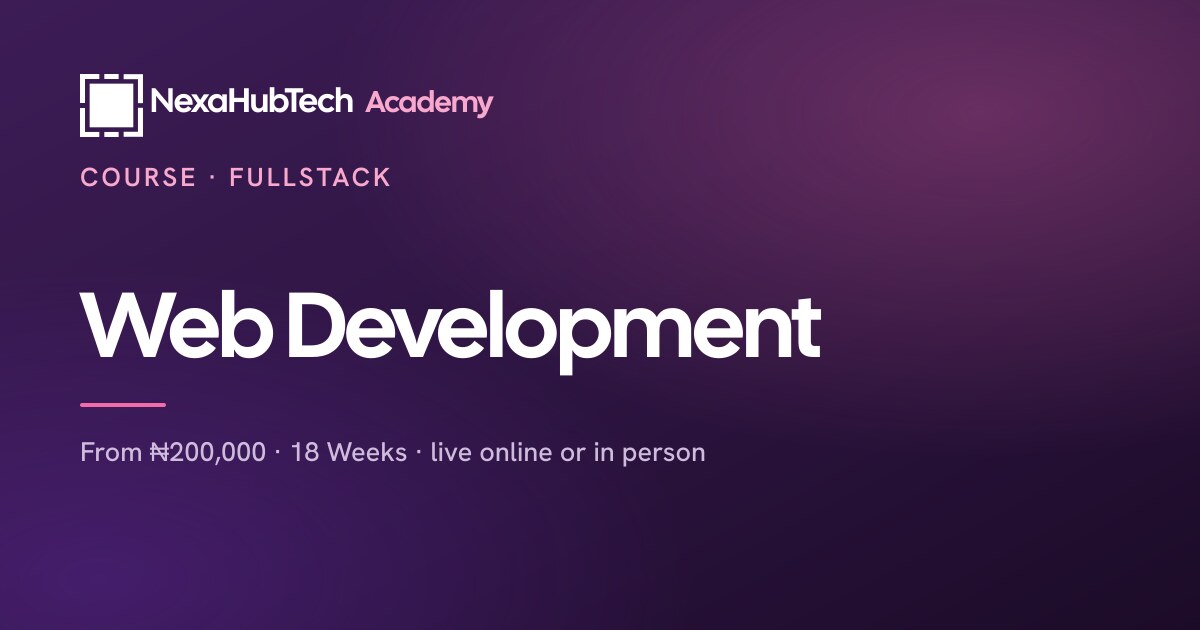 NexaHubTech Academy
COURSE · FULLSTACK
Web Development
From ₦200,000 · 18 Weeks · live online or in person